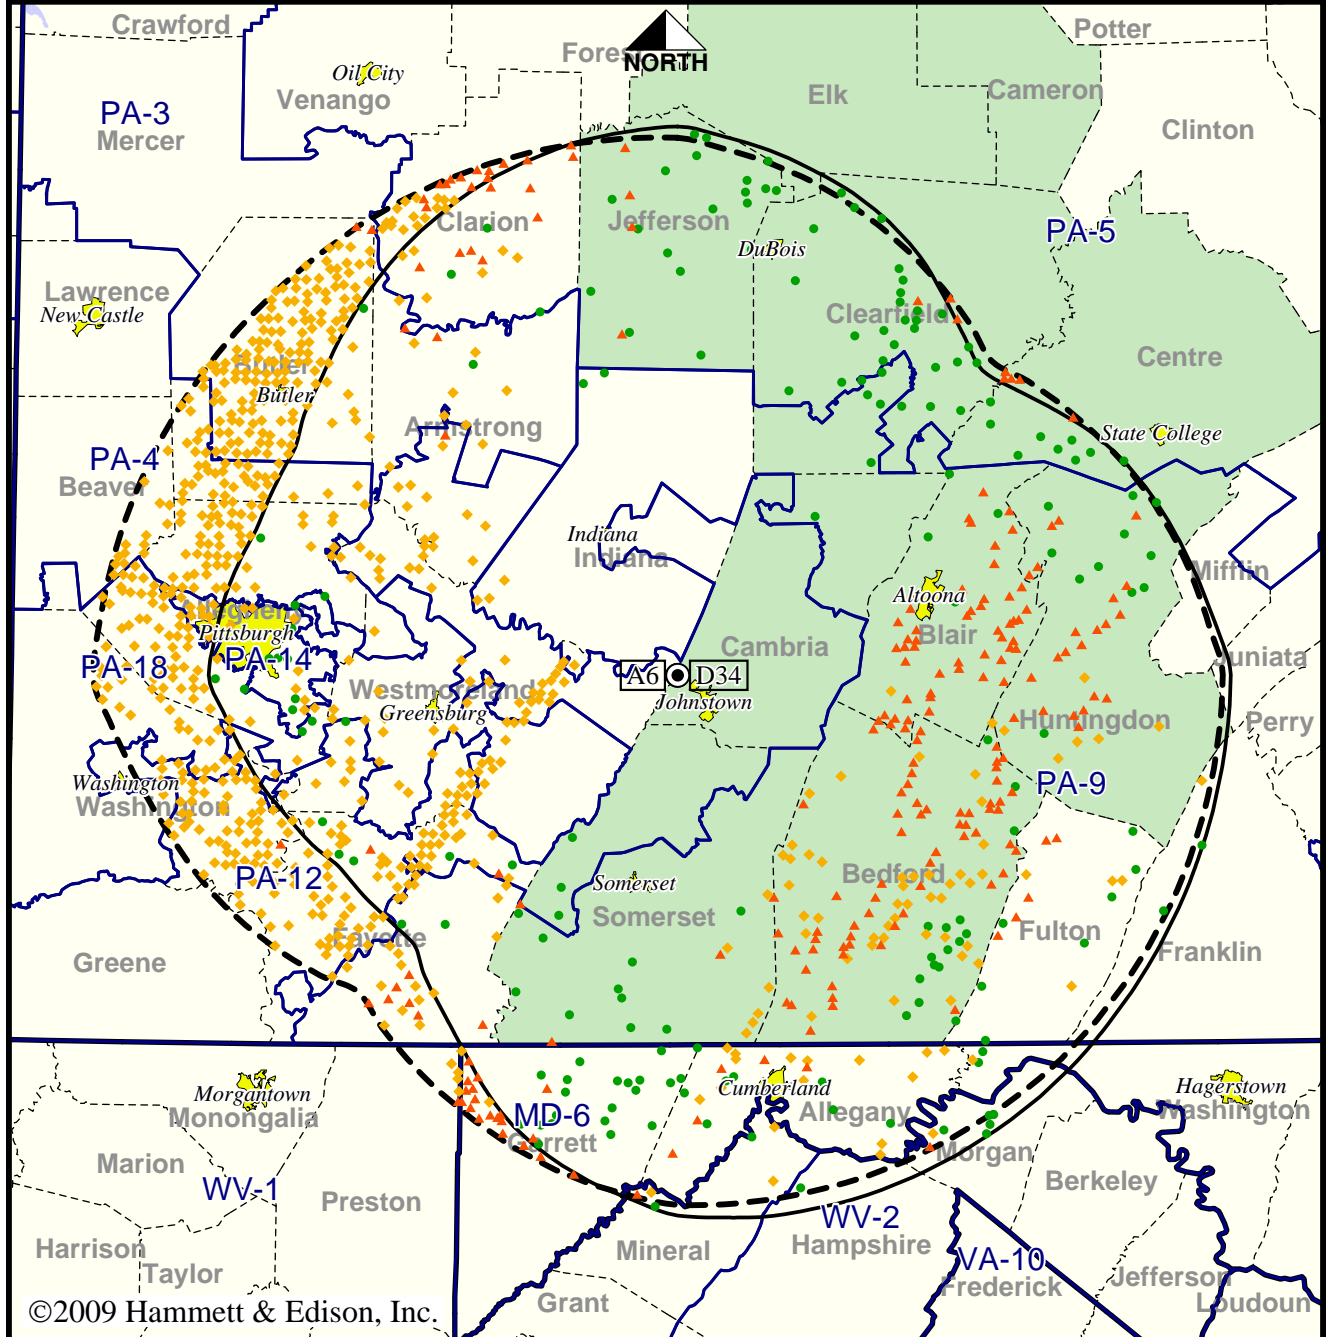 Crawford
Potter
Forest
NORTH
Oil City
Venango
Elk
Cameron
PA-3
Mercer
Clinton
Clarion
Jefferson
PA-5
DuBois
Lawrence
New Castle
Clearfield
Centre
Butler
Butler
Armstrong
State College
PA-4
Beaver
Indiana
Indiana
Mifflin
Altoona
Allegheny
Pittsburgh
Blair
Cambria
PA-18
PA-14
Juniata
A6
D34
Westmoreland
Johnstown
Greensburg
Huntingdon
Perry
Washington
Washington
PA-9
PA-12
Bedford
Somerset
Somerset
Fayette
Fulton
Greene
Franklin
Morgantown
Monongalia
Cumberland
Allegany
Hagerstown
Washington
MD-6
Garrett
Marion
Morgan
WV-1
Preston
Berkeley
WV-2
Harrison
Mineral
Hampshire
VA-10
Taylor
Frederick
Jefferson
Grant
Loudoun
©2009 Hammett & Edison, Inc.